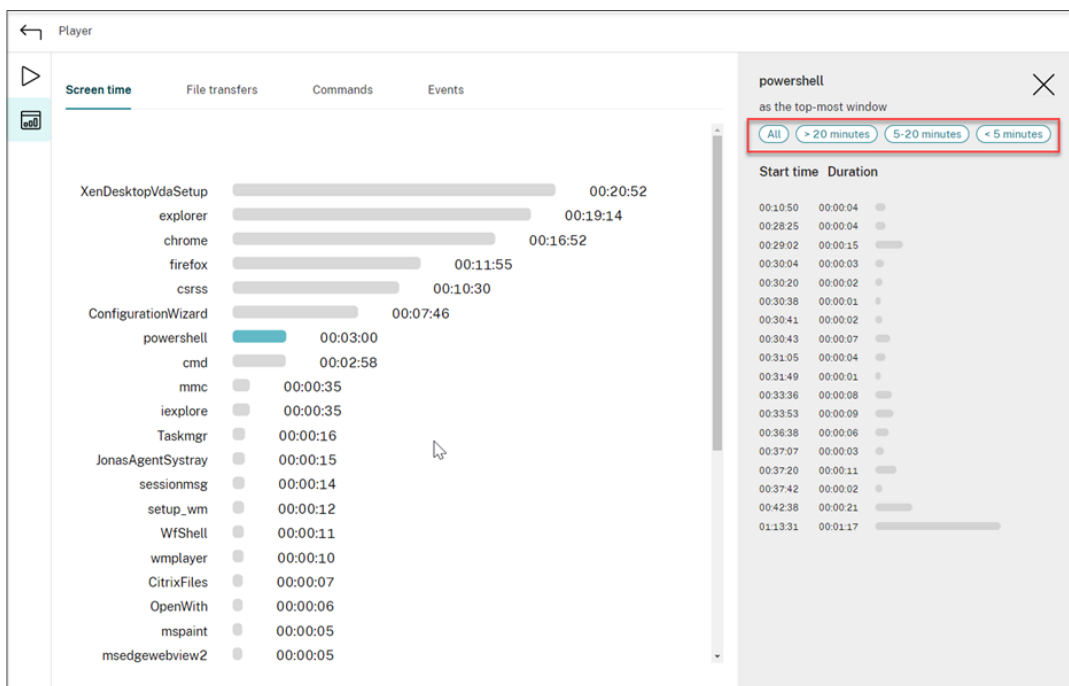 Player
Screen time File transfers Commands Events
XenDesktopVdaSetup 00:20:52
explorer 00:19:14
chrome 00:16:52
firefox 00:11:55
csrss 00:10:30
ConfigurationWizard 00:07:46
powershell 00:03:00
cmd 00:02:58
mmc 00:00:35
iexplore 00:00:35
Taskmgr 00:00:16
JonasAgentSystray 00:00:15
sessionmsg 00:00:14
setup_wm 00:00:12
WfShell 00:00:11
wmplayer 00:00:10
CitrixFiles 00:00:07
OpenWith 00:00:06
mspaint 00:00:05
msedgewebview2 00:00:05
powershell
as the top-most window
All > 20 minutes 5-20 minutes < 5 minutes
Start time Duration
00:10:50 00:00:04
00:28:25 00:00:04
00:29:02 00:00:15
00:30:04 00:00:03
00:30:20 00:00:02
00:30:38 00:00:01
00:30:41 00:00:02
00:30:43 00:00:07
00:31:05 00:00:04
00:31:49 00:00:01
00:33:36 00:00:08
00:33:53 00:00:09
00:36:38 00:00:06
00:37:07 00:00:03
00:37:20 00:00:11
00:37:42 00:00:02
00:42:38 00:00:21
01:13:31 00:01:17